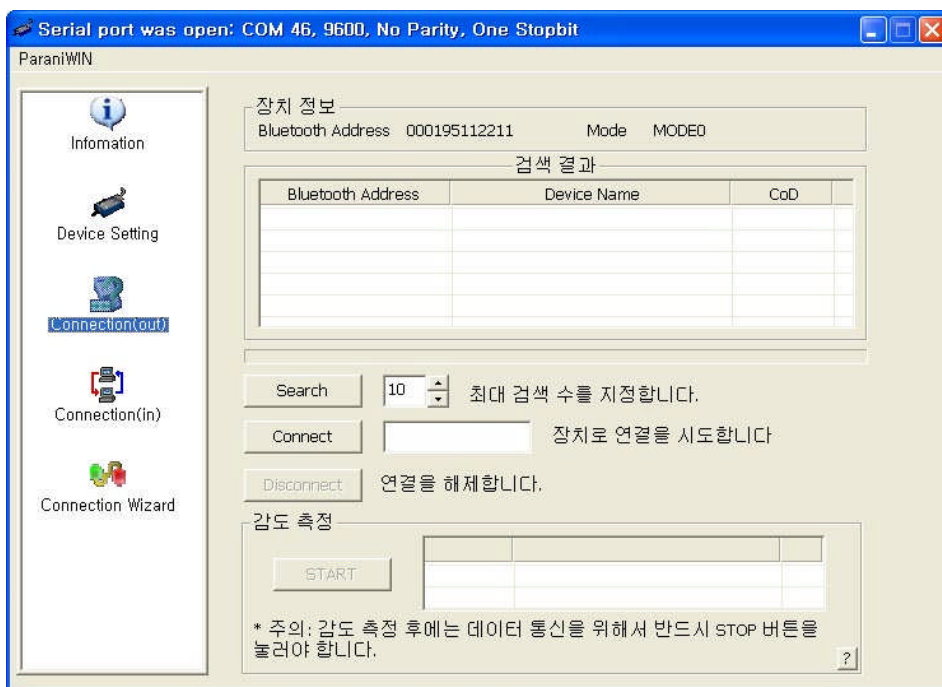 Serial port was open: COM 46, 9600, No Parity, One Stopbit
ParaniWIN
Infomation
Device Setting
Connection(out)
Connection(in)
Connection Wizard
장치 정보
Bluetooth Address 000195112211 Mode MODE0
검색 결과
Bluetooth Address Device Name CoD
Search 10 최대 검색 수를 지정합니다.
Connect 장치로 연결을 시도합니다
Disconnect 연결을 해제합니다.
감도 측정
START
* 주의: 감도 측정 후에는 데이터 통신을 위해서 반드시 STOP 버튼을
눌러야 합니다.
?